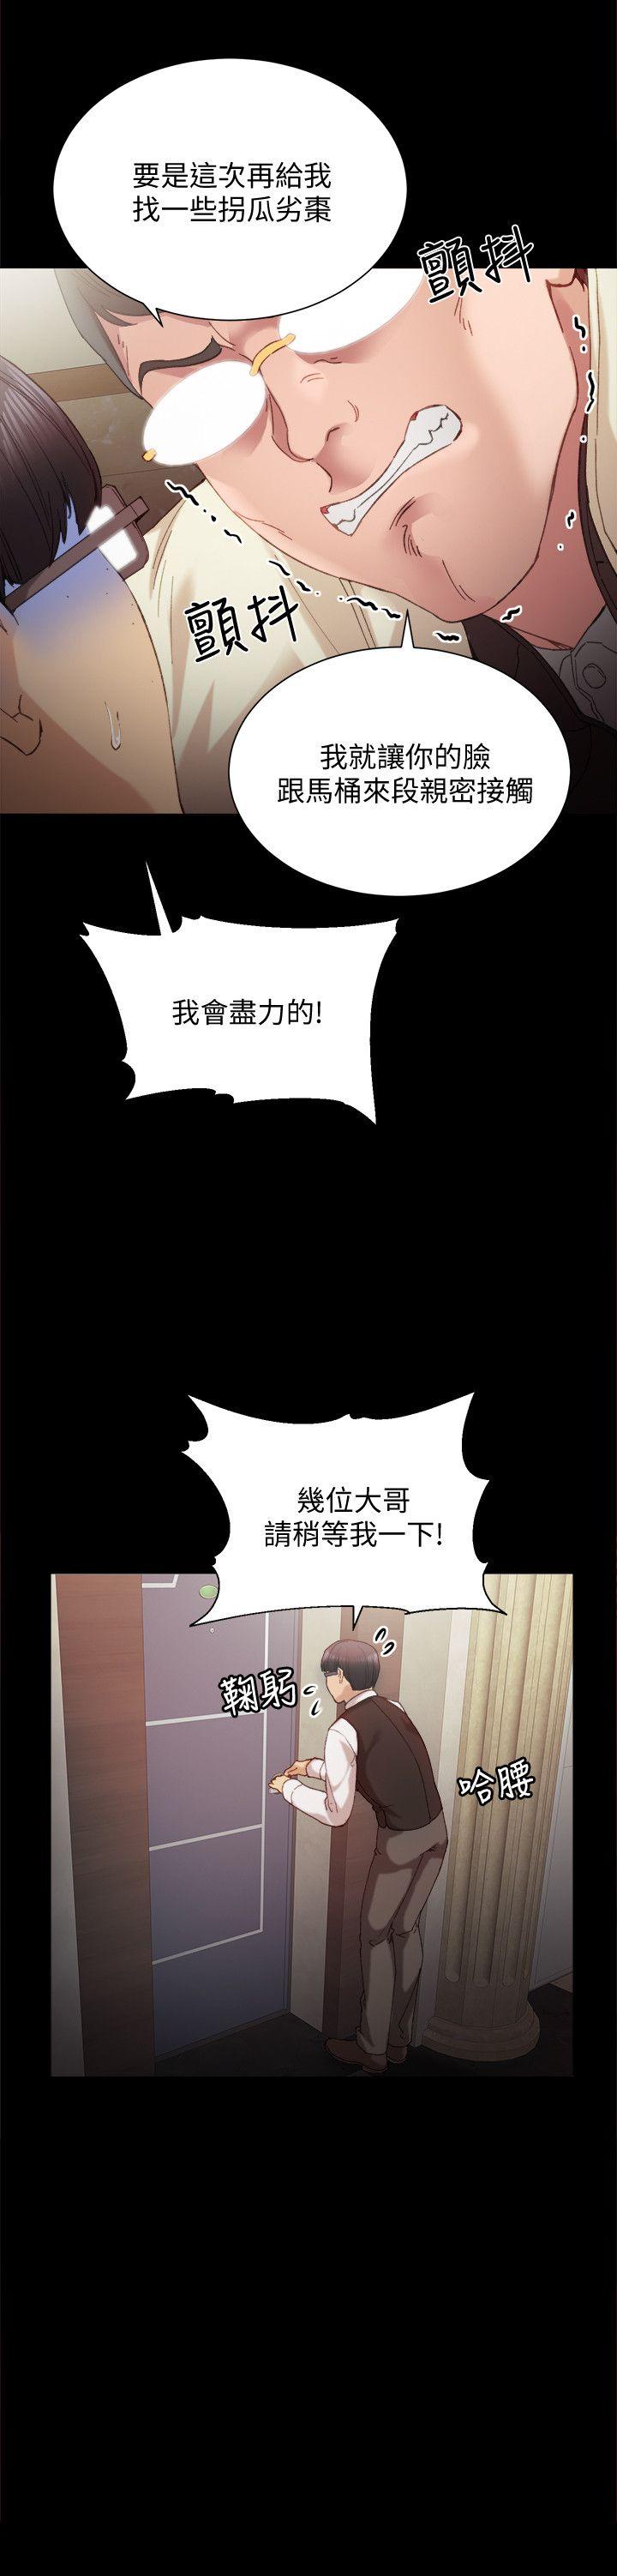 要是這次再給我
找一些拐瓜劣棗
顫抖
顫抖
我就讓你的臉
跟馬桶來段親密接觸
我會盡力的!
幾位大哥
請稍等我一下!
鞠躬
哈腰